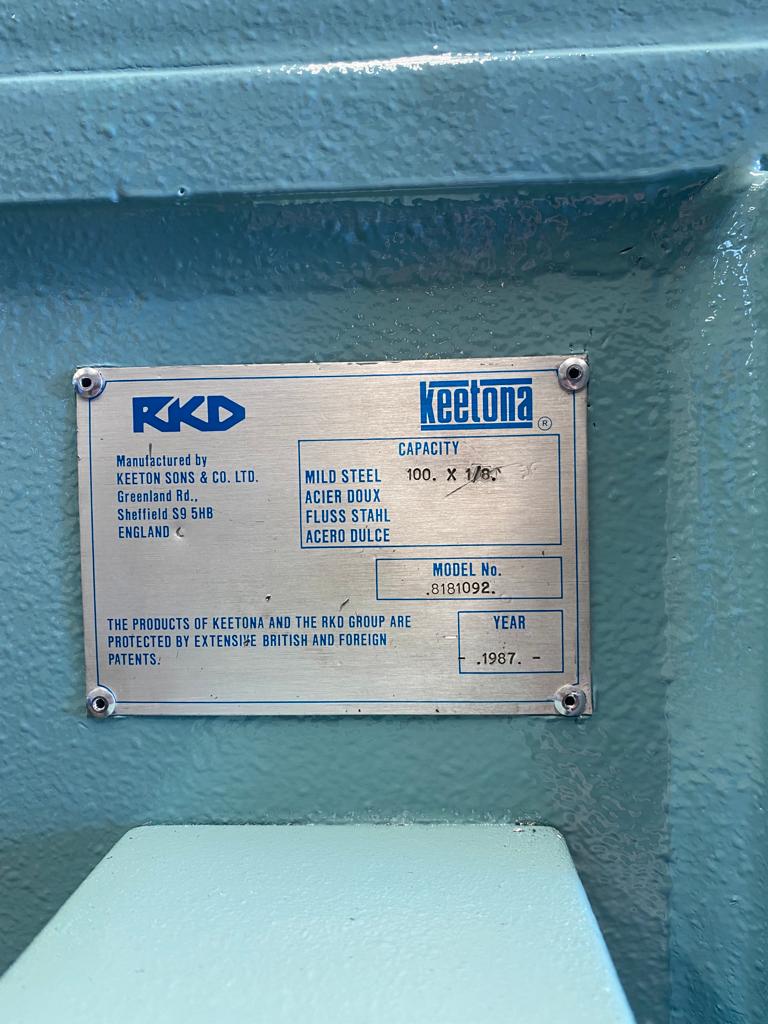 RKD
keetona ®
Manufactured by
KEETON SONS & CO. LTD.
Greenland Rd.,
Sheffield S9 5HB
ENGLAND
CAPACITY
MILD STEEL 100. X 1/8.
ACIER DOUX
FLUSS STAHL
ACERO DULCE
MODEL No.
.8181092.
THE PRODUCTS OF KEETONA AND THE RKD GROUP ARE
PROTECTED BY EXTENSIVE BRITISH AND FOREIGN
PATENTS.
YEAR
- .1987. -